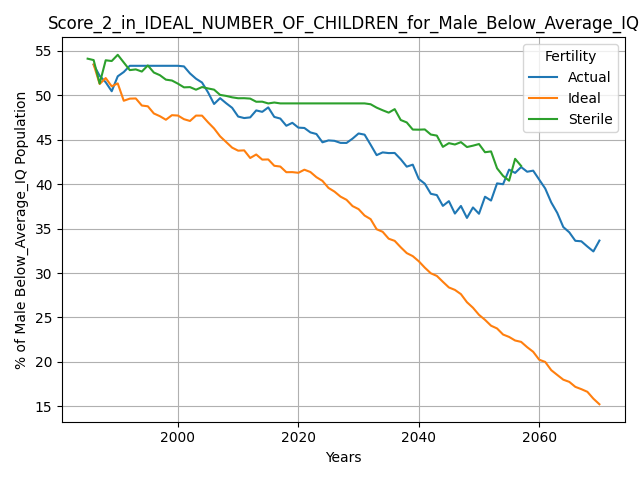 Score_2_in_IDEAL_NUMBER_OF_CHILDREN_for_Male_Below_Average_IQ
% of Male Below_Average_IQ Population
55
50
45
40
35
30
25
20
15
Fertility
Actual
Ideal
Sterile
2000 2020 2040 2060
Years